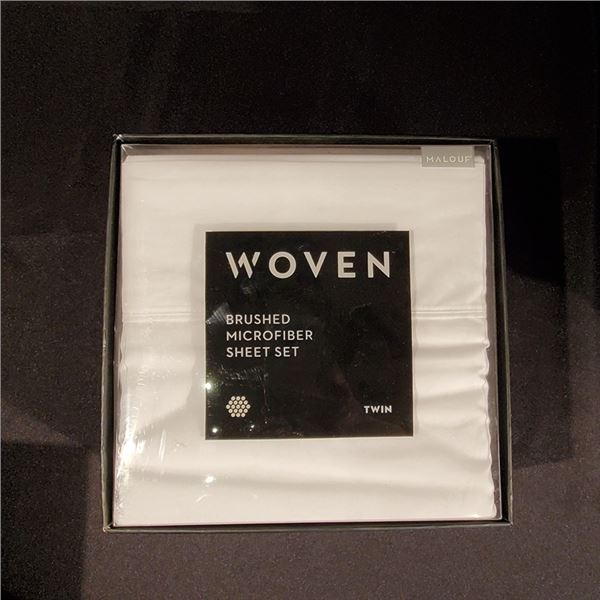 MALOUF
WOVEN
BRUSHED
MICROFIBER
SHEET SET
TWIN